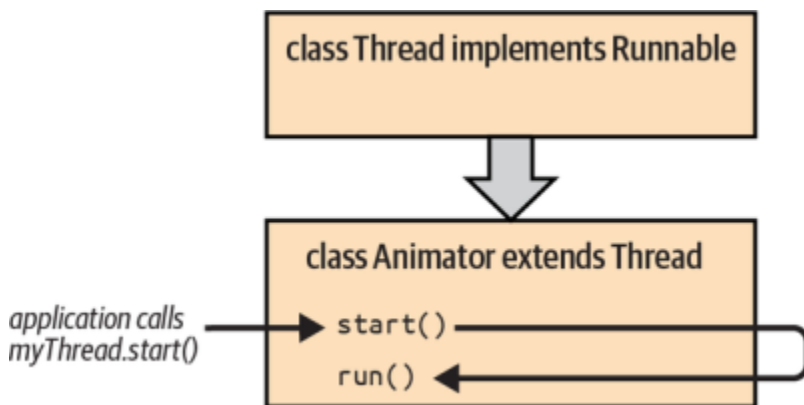 class Thread implements Runnable
class Animator extends Thread
application calls
myThread.start()
start()
run()